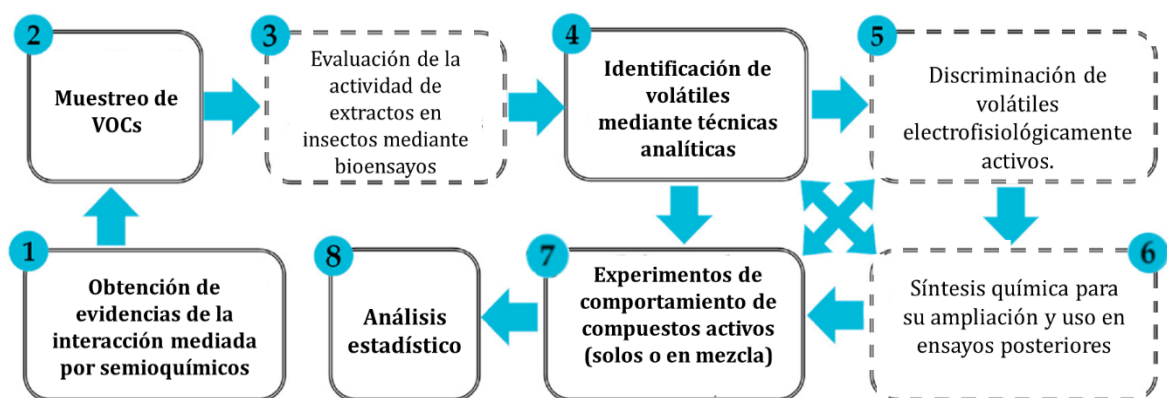 1
Obtención de
evidencias de la
interacción mediada
por semioquímicos
2
Muestreo de
VOCs
3
Evaluación de la
actividad de
extractos en
insectos mediante
bioensayos
4
Identificación de
volátiles
mediante técnicas
analíticas
5
Discriminación de
volátiles
electrofisiológicamente
activos.
6
Síntesis química para
su ampliación y uso en
ensayos posteriores
7
Experimentos de
comportamiento de
compuestos activos
(solos o en mezcla)
8
Análisis
estadístico